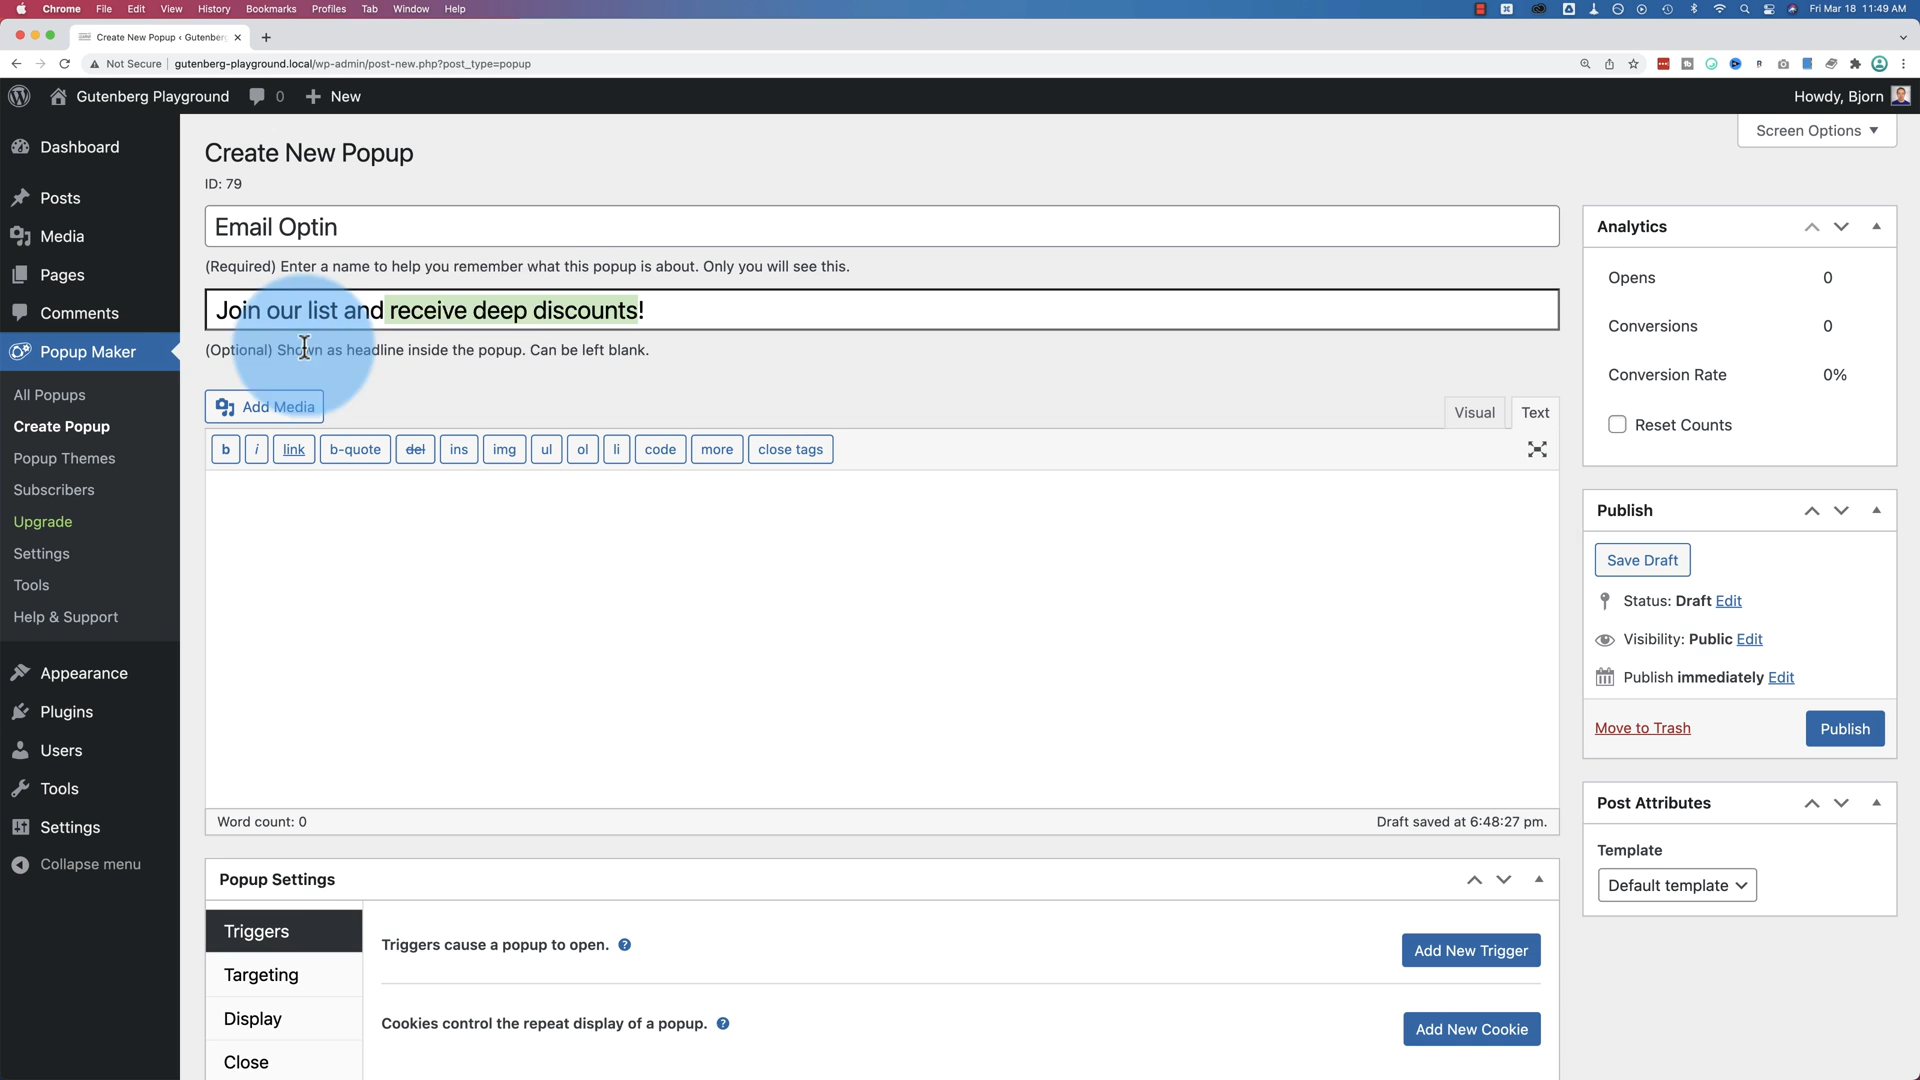 Chrome File Edit View History Bookmarks Profiles Tab Window Help Fri Mar 18 11:49 AM
Create New Popup ‹ Gutenber
Not Secure gutenberg-playground.local/wp-admin/post-new.php?post_type=popup
Gutenberg Playground 0 New Howdy, Bjorn
Screen Options
Dashboard
Posts
Media
Pages
Comments
Popup Maker
All Popups
Create Popup
Popup Themes
Subscribers
Upgrade
Settings
Tools
Help & Support
Appearance
Plugins
Users
Tools
Settings
Collapse menu
Create New Popup
ID: 79
Email Optin
(Required) Enter a name to help you remember what this popup is about. Only you will see this.
Join our list and receive deep discounts!
(Optional) Shown as headline inside the popup. Can be left blank.
Add Media
Visual Text
b i link b-quote del ins img ul ol li code more close tags
Word count: 0 Draft saved at 6:48:27 pm.
Popup Settings
Triggers
Targeting
Display
Close
Triggers cause a popup to open. ?
Add New Trigger
Cookies control the repeat display of a popup. ?
Add New Cookie
Analytics
Opens 0
Conversions 0
Conversion Rate 0%
Reset Counts
Publish
Save Draft
Status: Draft Edit
Visibility: Public Edit
Publish immediately Edit
Move to Trash Publish
Post Attributes
Template
Default template